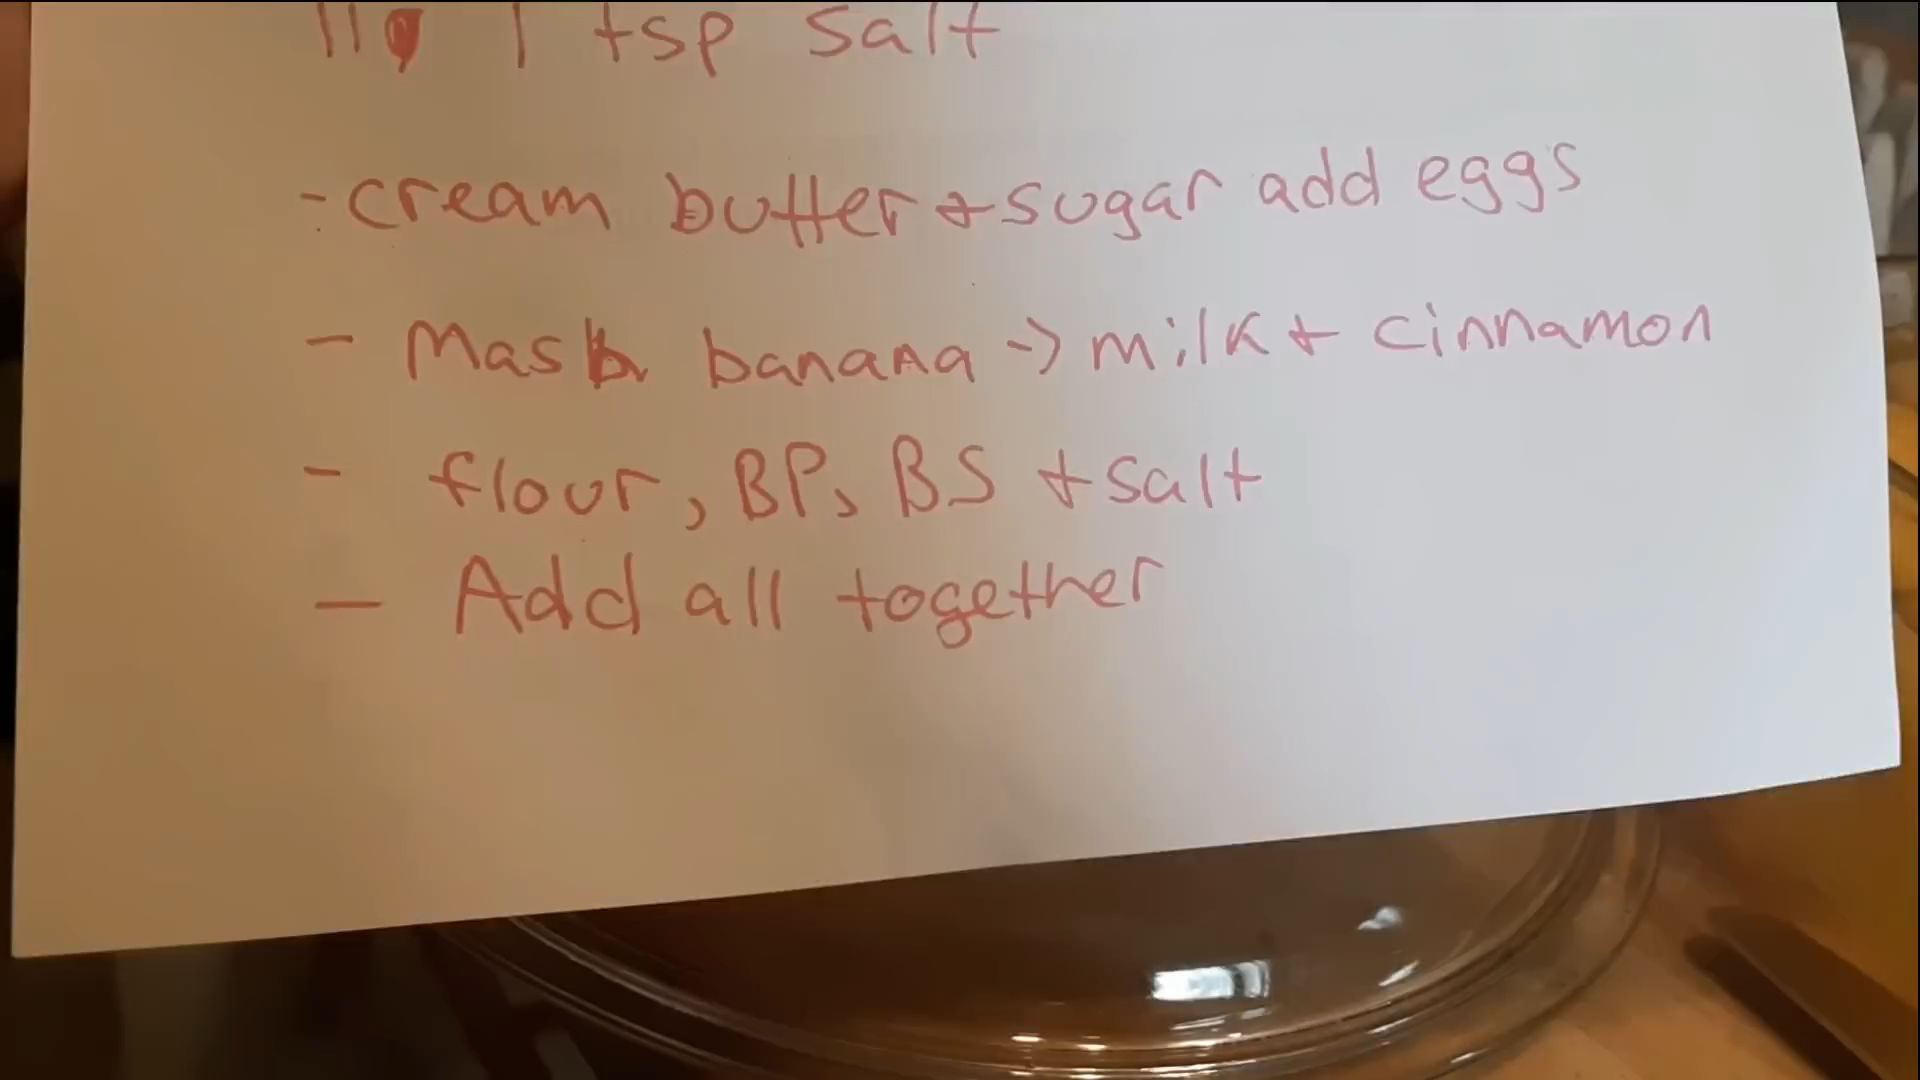 11. 1 tsp salt
- cream butter + sugar add eggs
- Mash banana -> milk + cinnamon
- flour, BP, BS + salt
- Add all together